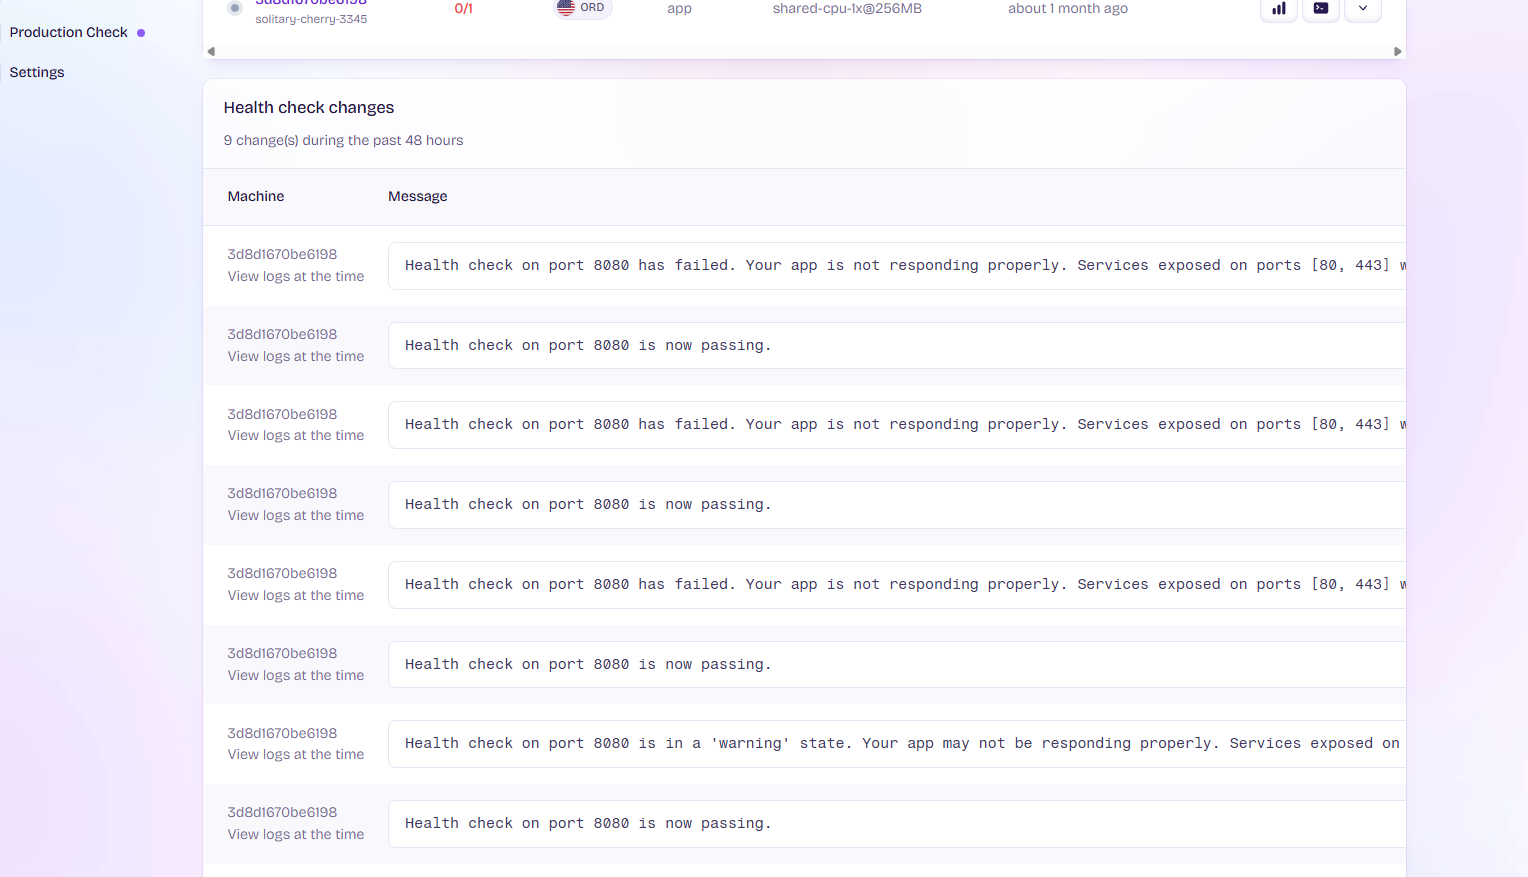 Production Check
Settings
3d8d1670be6198
solitary-cherry-3345
0/1
ORD
app
shared-cpu-1x@256MB
about 1 month ago
Health check changes
9 change(s) during the past 48 hours
Machine Message
3d8d1670be6198
View logs at the time
Health check on port 8080 has failed. Your app is not responding properly. Services exposed on ports [80, 443] w
3d8d1670be6198
View logs at the time
Health check on port 8080 is now passing.
3d8d1670be6198
View logs at the time
Health check on port 8080 has failed. Your app is not responding properly. Services exposed on ports [80, 443] w
3d8d1670be6198
View logs at the time
Health check on port 8080 is now passing.
3d8d1670be6198
View logs at the time
Health check on port 8080 has failed. Your app is not responding properly. Services exposed on ports [80, 443] w
3d8d1670be6198
View logs at the time
Health check on port 8080 is now passing.
3d8d1670be6198
View logs at the time
Health check on port 8080 is in a 'warning' state. Your app may not be responding properly. Services exposed on
3d8d1670be6198
View logs at the time
Health check on port 8080 is now passing.